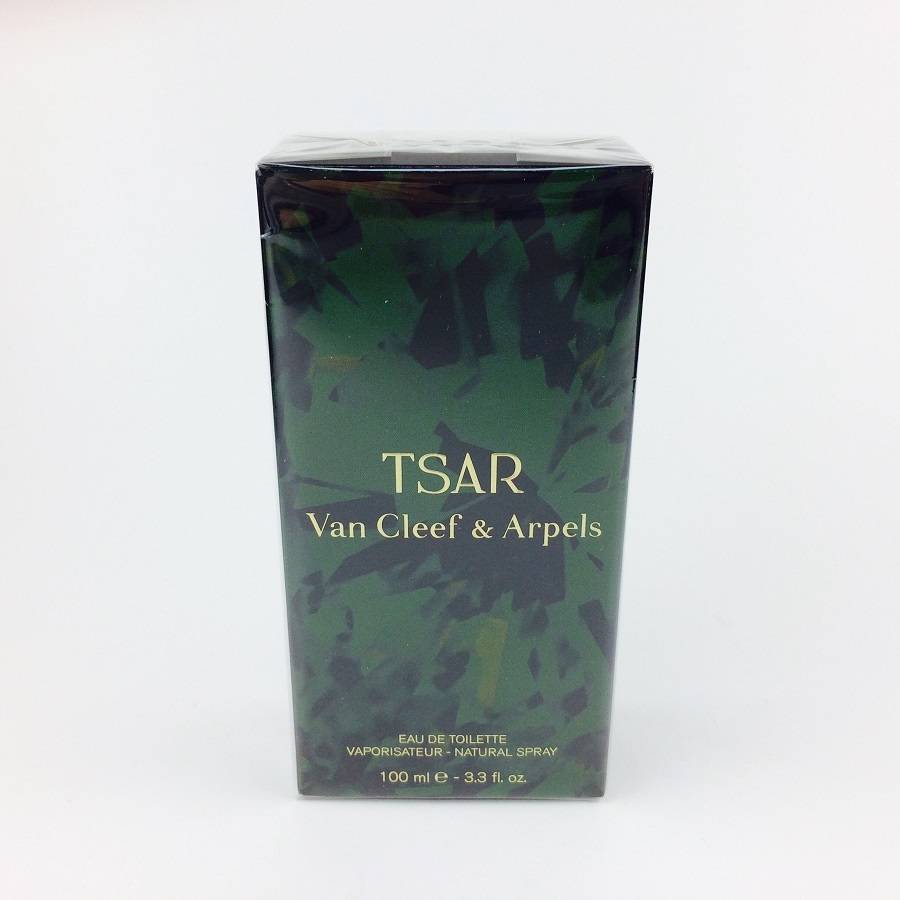 TSAR
Van Cleef & Arpels
EAU DE TOILETTE
VAPORISATEUR - NATURAL SPRAY
100 ml ℮ - 3.3 fl. oz.